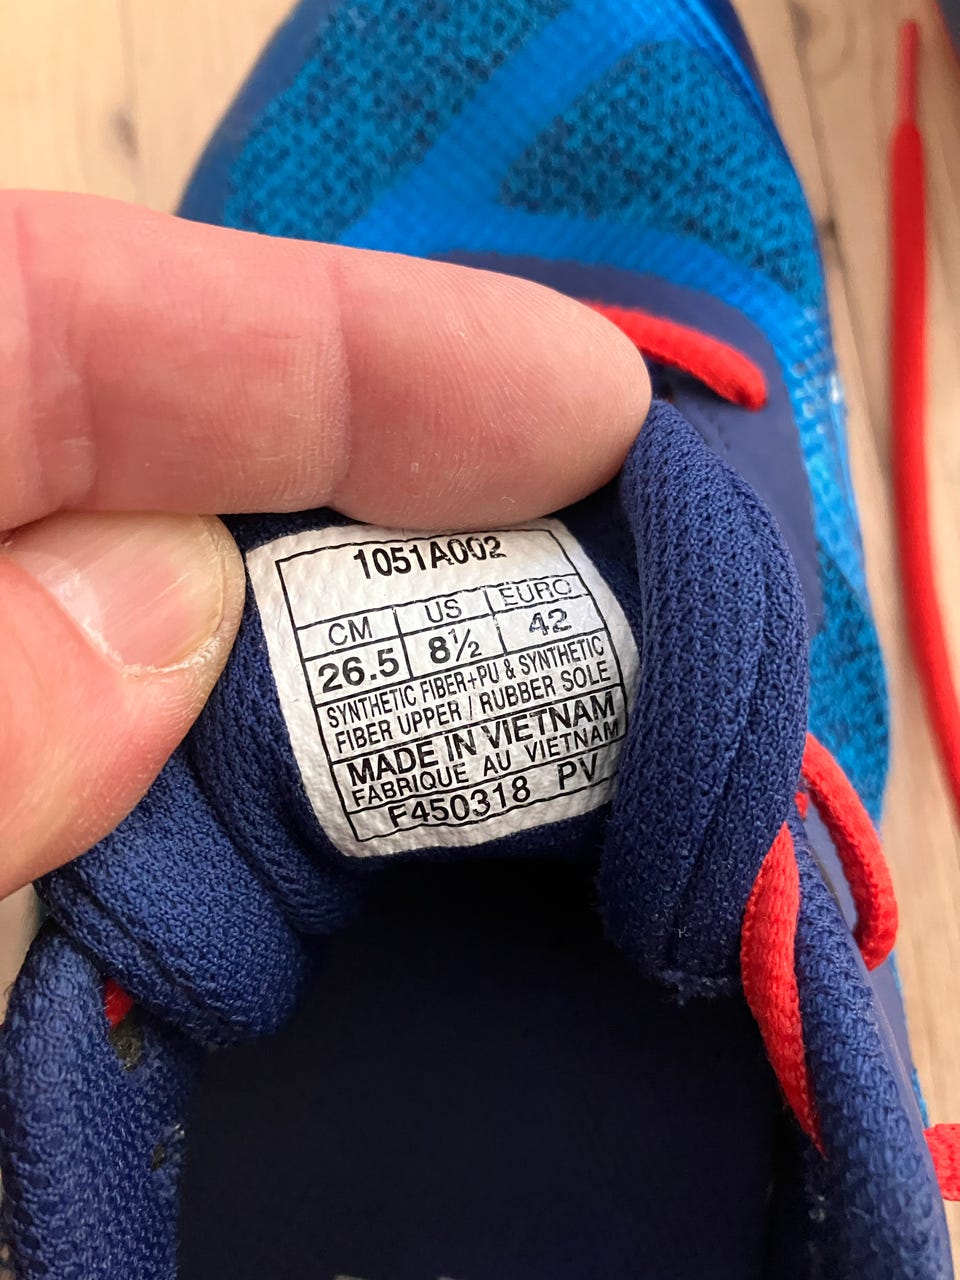 1051A002
CM US EURO
26.5 8½ 42
SYNTHETIC FIBER+PU & SYNTHETIC
FIBER UPPER / RUBBER SOLE
MADE IN VIETNAM
FABRIQUE AU VIETNAM
F450318 PV